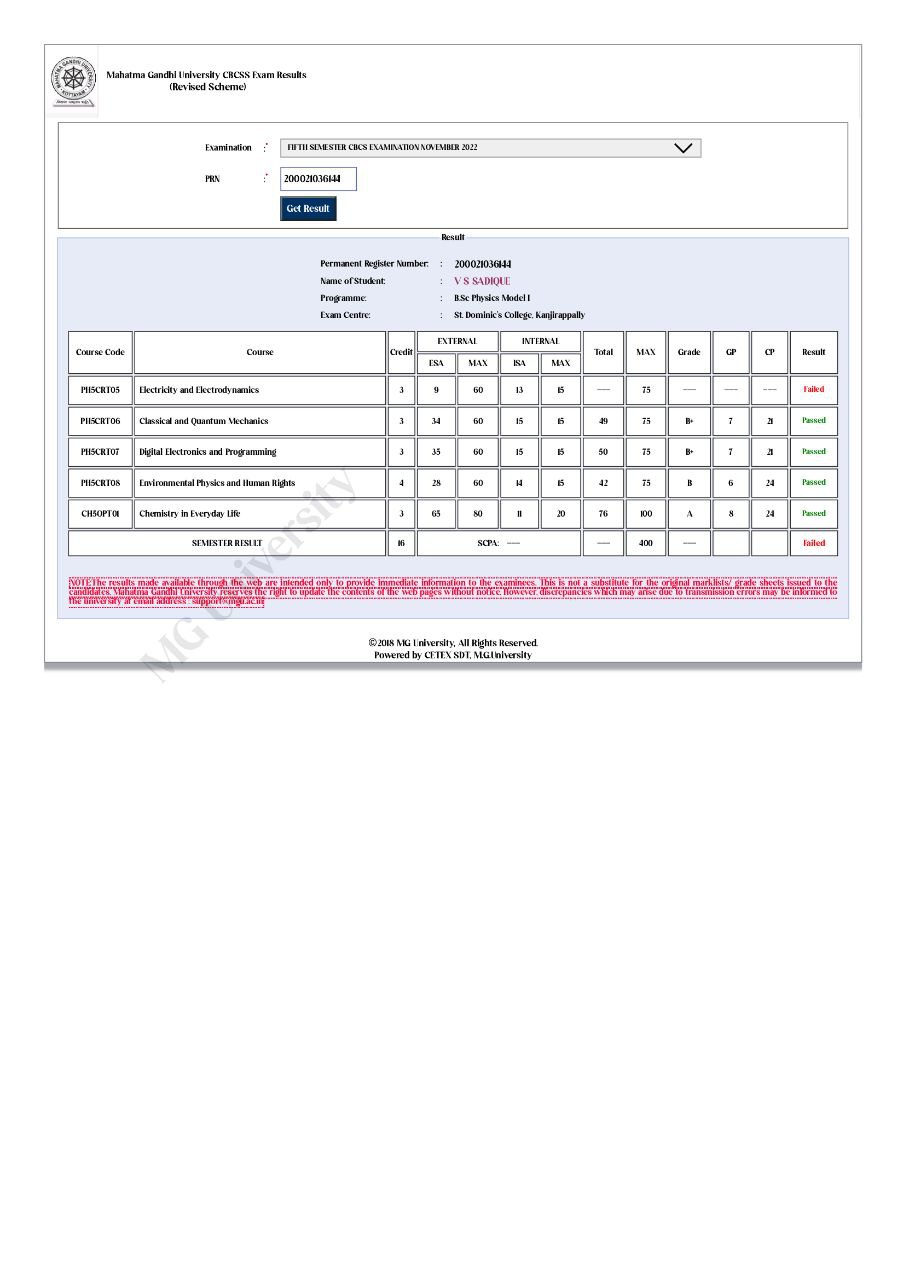 Mahatma Gandhi University CBCSS Exam Results
(Revised Scheme)
Examination :* FIFTH SEMESTER CBCS EXAMINATION NOVEMBER 2022
PRN :* 200021036144
Get Result
Result
Permanent Register Number: : 200021036144
Name of Student: : V S SADIQUE
Programme: : B.Sc Physics Model I
Exam Centre: : St. Dominic's College, Kanjirappally
Course Code Course Credit EXTERNAL INTERNAL Total MAX Grade GP CP Result
ESA MAX ISA MAX
PH5CRT05 Electricity and Electrodynamics 3 9 60 13 15 --- 75 --- --- --- Failed
PH5CRT06 Classical and Quantum Mechanics 3 34 60 15 15 49 75 B+ 7 21 Passed
PH5CRT07 Digital Electronics and Programming 3 35 60 15 15 50 75 B+ 7 21 Passed
PH5CRT08 Environmental Physics and Human Rights 4 28 60 14 15 42 75 B 6 24 Passed
CH5OPT01 Chemistry in Everyday Life 3 65 80 11 20 76 100 A 8 24 Passed
SEMESTER RESULT 16 SCPA: --- --- 400 --- Failed
NOTE:The results made available through the web are intended only to provide immediate information to the examinees. This is not a substitute for the original marklists/ grade sheets issued to the
candidates. Mahatma Gandhi University reserves the right to update the contents of the web pages without notice. However, discrepancies which may arise due to transmission errors may be informed to
the university at email address : support@mgu.ac.in
MG University
©2018 MG University, All Rights Reserved.
Powered by CETEX SDT, M.G.University